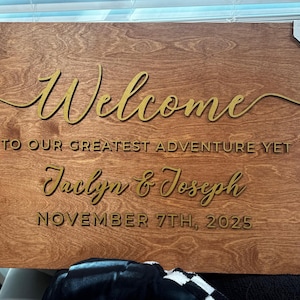 Welcome
TO OUR GREATEST ADVENTURE YET
Jaclyn & Joseph
NOVEMBER 7TH, 2025